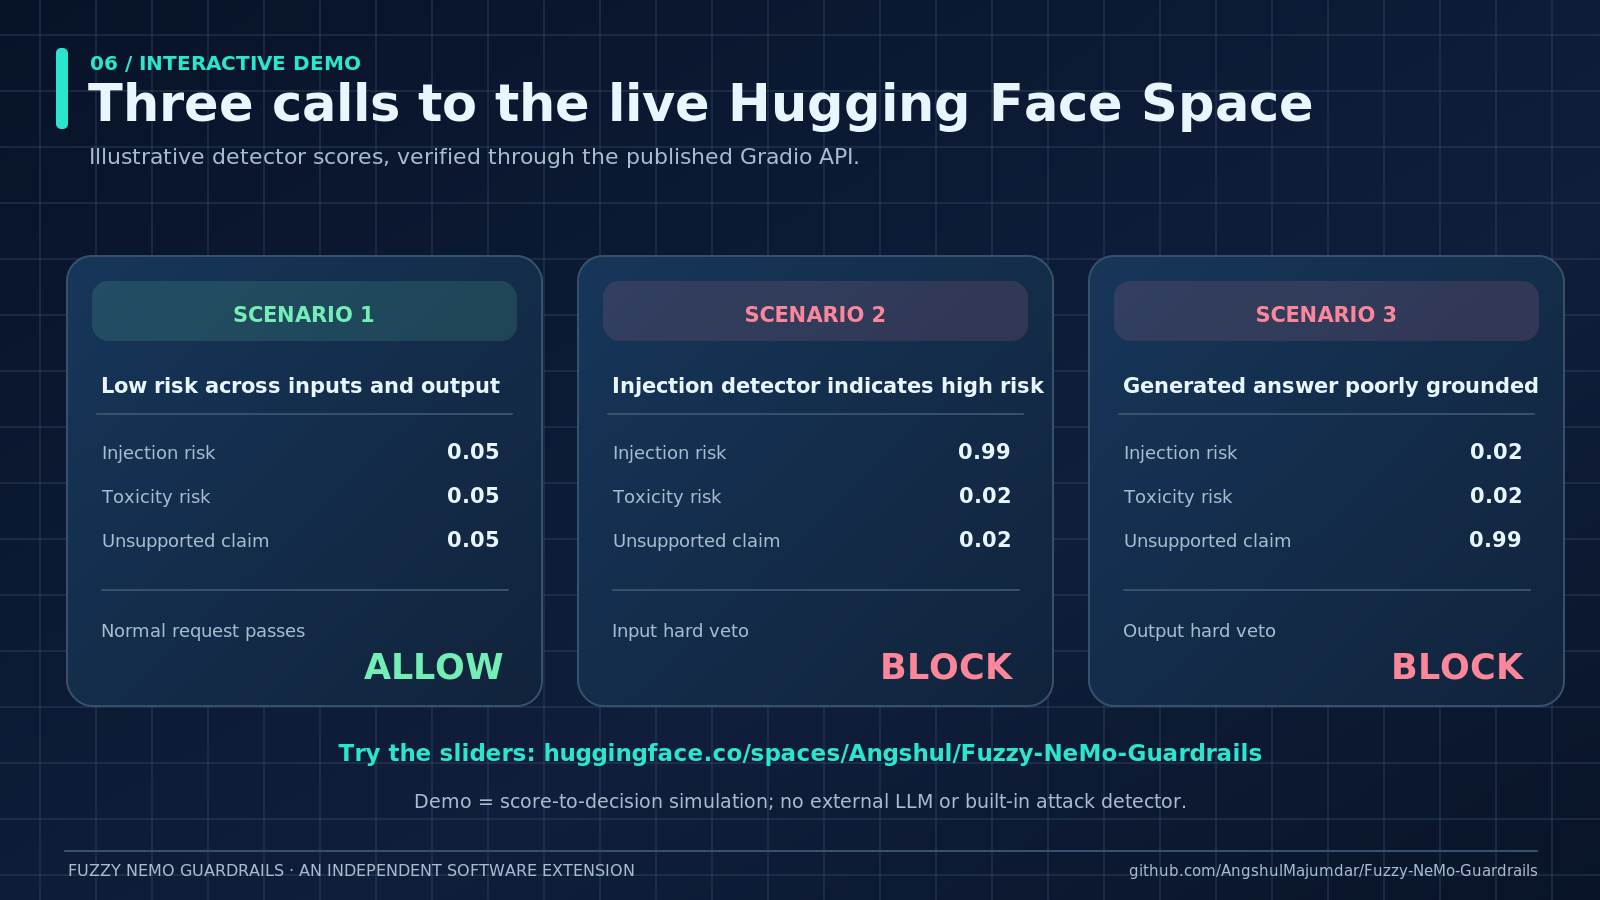 06 / INTERACTIVE DEMO
Three calls to the live Hugging Face Space
Illustrative detector scores, verified through the published Gradio API.
SCENARIO 1
Low risk across inputs and output
Injection risk 0.05
Toxicity risk 0.05
Unsupported claim 0.05
Normal request passes
ALLOW
SCENARIO 2
Injection detector indicates high risk
Injection risk 0.99
Toxicity risk 0.02
Unsupported claim 0.02
Input hard veto
BLOCK
SCENARIO 3
Generated answer poorly grounded
Injection risk 0.02
Toxicity risk 0.02
Unsupported claim 0.99
Output hard veto
BLOCK
Try the sliders: huggingface.co/spaces/Angshul/Fuzzy-NeMo-Guardrails
Demo = score-to-decision simulation; no external LLM or built-in attack detector.
FUZZY NEMO GUARDRAILS · AN INDEPENDENT SOFTWARE EXTENSION
github.com/AngshulMajumdar/Fuzzy-NeMo-Guardrails